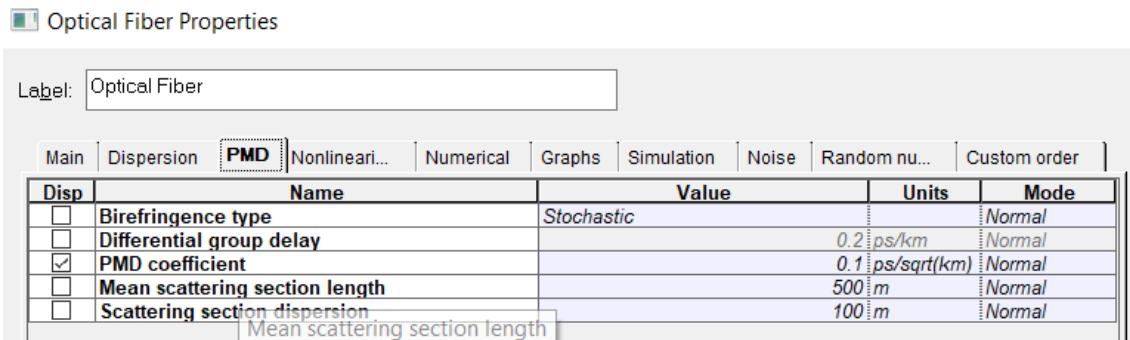 Optical Fiber Properties
Label: Optical Fiber
Main Dispersion PMD Nonlineari... Numerical Graphs Simulation Noise Random nu... Custom order
Disp Name Value Units Mode
Birefringence type Stochastic Normal
Differential group delay 0.2 ps/km Normal
PMD coefficient 0.1 ps/sqrt(km) Normal
Mean scattering section length 500 m Normal
Scattering section dispersion 100 m Normal
Mean scattering section length